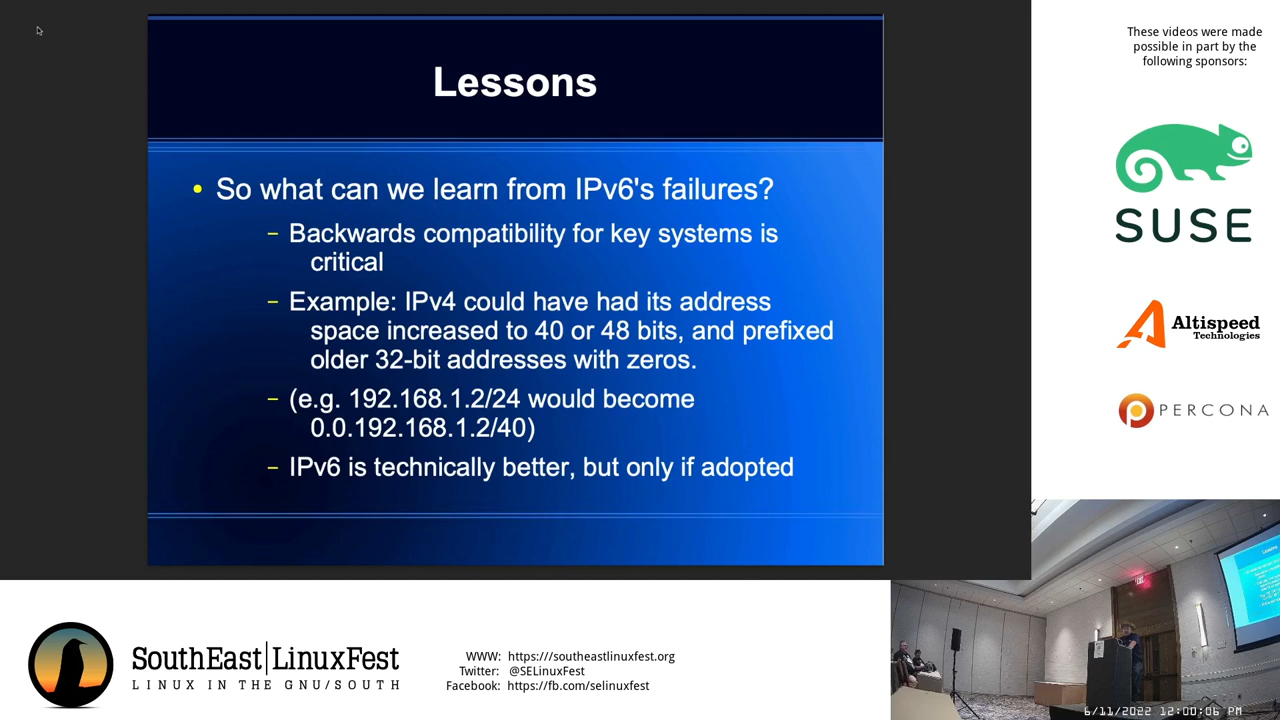 Lessons
So what can we learn from IPv6's failures?
– Backwards compatibility for key systems is
critical
– Example: IPv4 could have had its address
space increased to 40 or 48 bits, and prefixed
older 32-bit addresses with zeros.
– (e.g. 192.168.1.2/24 would become
0.0.192.168.1.2/40)
– IPv6 is technically better, but only if adopted
These videos were made
possible in part by the
following sponsors:
SUSE
Altispeed
Technologies
PERCONA
SouthEast|LinuxFest
LINUX IN THE GNU/SOUTH
WWW: https:///southeastlinuxfest.org
Twitter: @SELinuxFest
Facebook: https://fb.com/selinuxfest
Lessons
6/11/2022 12:00:06 PM